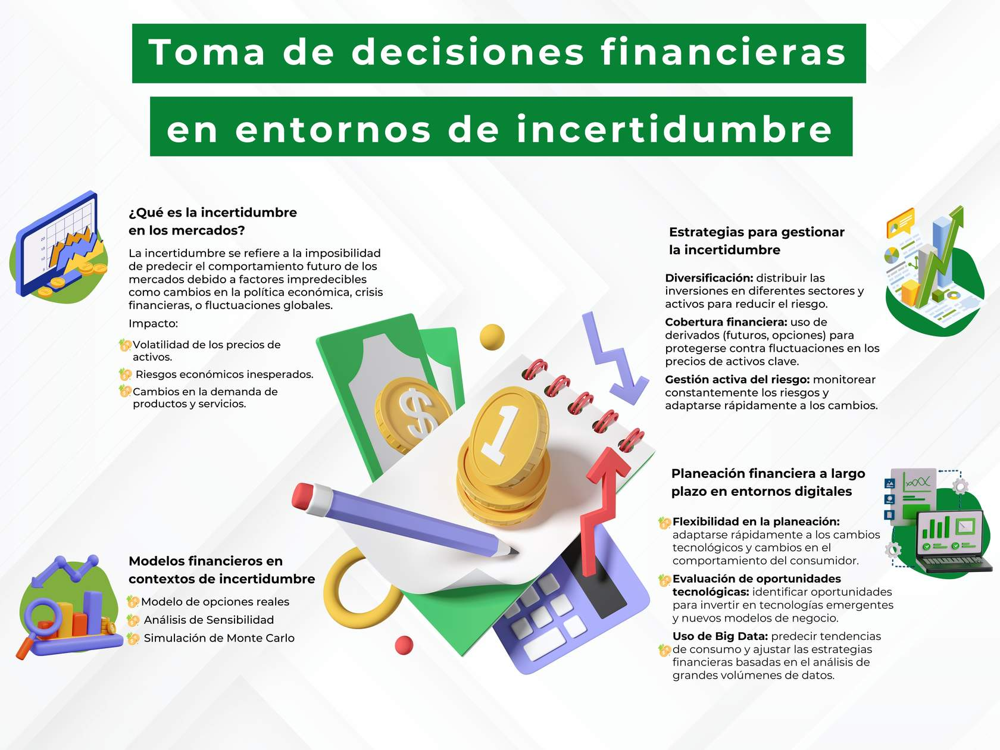 Toma de decisiones financieras
en entornos de incertidumbre
¿Qué es la incertidumbre
en los mercados?
La incertidumbre se refiere a la imposibilidad
de predecir el comportamiento futuro de los
mercados debido a factores impredecibles
como cambios en la política económica, crisis
financieras, o fluctuaciones globales.
Impacto:
Volatilidad de los precios de
activos.
Riesgos económicos inesperados.
Cambios en la demanda de
productos y servicios.
Modelos financieros en
contextos de incertidumbre
Modelo de opciones reales
Análisis de Sensibilidad
Simulación de Monte Carlo
Estrategias para gestionar
la incertidumbre
Diversificación: distribuir las
inversiones en diferentes sectores y
activos para reducir el riesgo.
Cobertura financiera: uso de
derivados (futuros, opciones) para
protegerse contra fluctuaciones en los
precios de activos clave.
Gestión activa del riesgo: monitorear
constantemente los riesgos y
adaptarse rápidamente a los cambios.
Planeación financiera a largo
plazo en entornos digitales
Flexibilidad en la planeación:
adaptarse rápidamente a los cambios
tecnológicos y cambios en el
comportamiento del consumidor.
Evaluación de oportunidades
tecnológicas: identificar oportunidades
para invertir en tecnologías emergentes
y nuevos modelos de negocio.
Uso de Big Data: predecir tendencias
de consumo y ajustar las estrategias
financieras basadas en el análisis de
grandes volúmenes de datos.
20
15
10
5
$
1